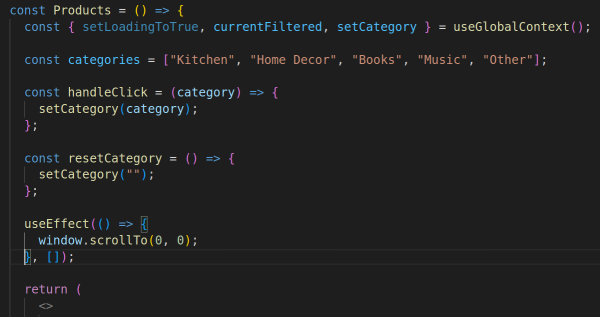 const Products = () => {
const { setLoadingToTrue, currentFiltered, setCategory } = useGlobalContext();
const categories = ["Kitchen", "Home Decor", "Books", "Music", "Other"];
const handleClick = (category) => {
setCategory(category);
};
const resetCategory = () => {
setCategory("");
};
useEffect(() => {
window.scrollTo(0, 0);
}, []);
return (
<>